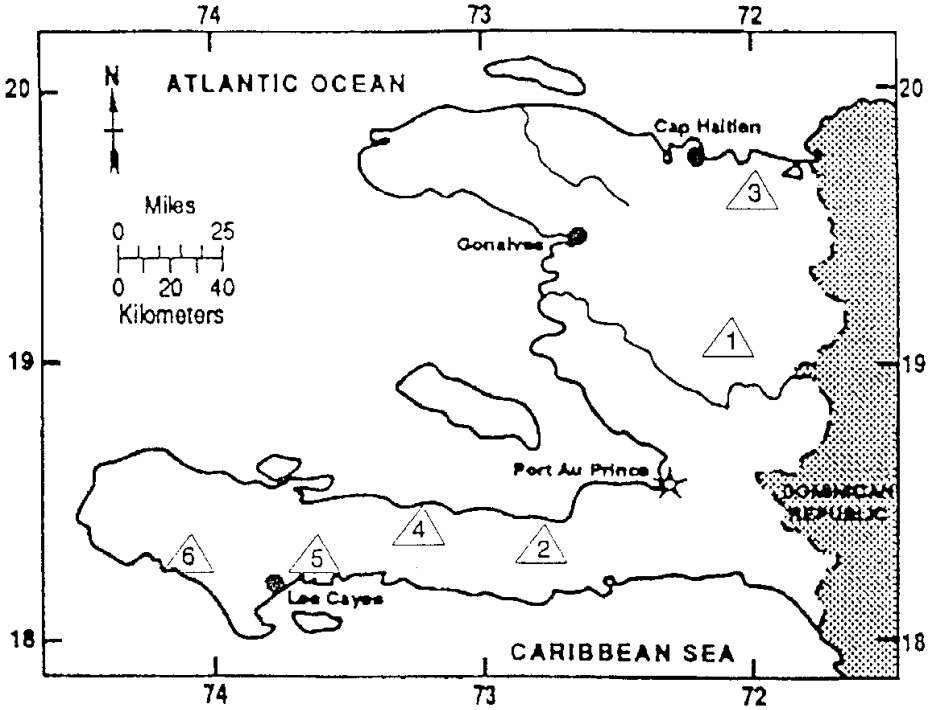 74 73 72
20 20
N
ATLANTIC OCEAN
Cap Haitien
3
Miles
0 25
0 20 40
Kilometers
Gonaives
1
19 19
Port Au Prince
DOMINICAN
REPUBLIC
4
2
6
5
Les Cayes
18 18
CARIBBEAN SEA
74 73 72